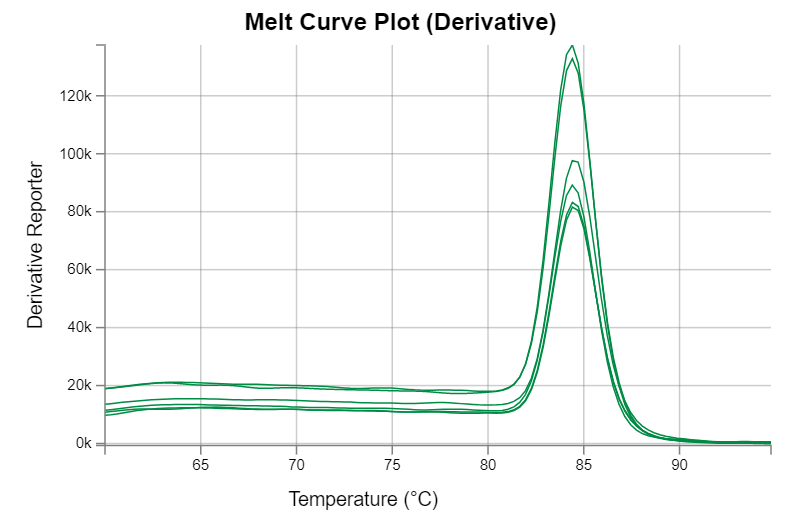 Melt Curve Plot (Derivative)
Derivative Reporter
120k
100k
80k
60k
40k
20k
0k
65 70 75 80 85 90
Temperature (°C)